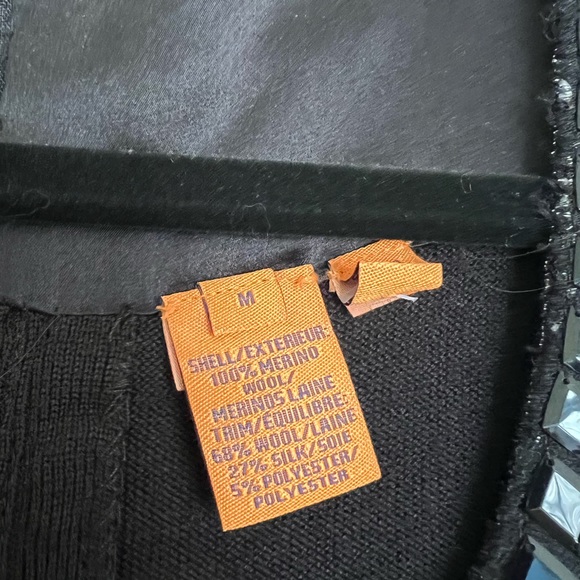 M
SHELL/EXTERIEUR:
100% MERINO
WOOL/
MERINOS LAINE
TRIM/EQUILIBRE:
68% WOOL/LAINE
27% SILK/SOIE
5% POLYESTER/
POLYESTER